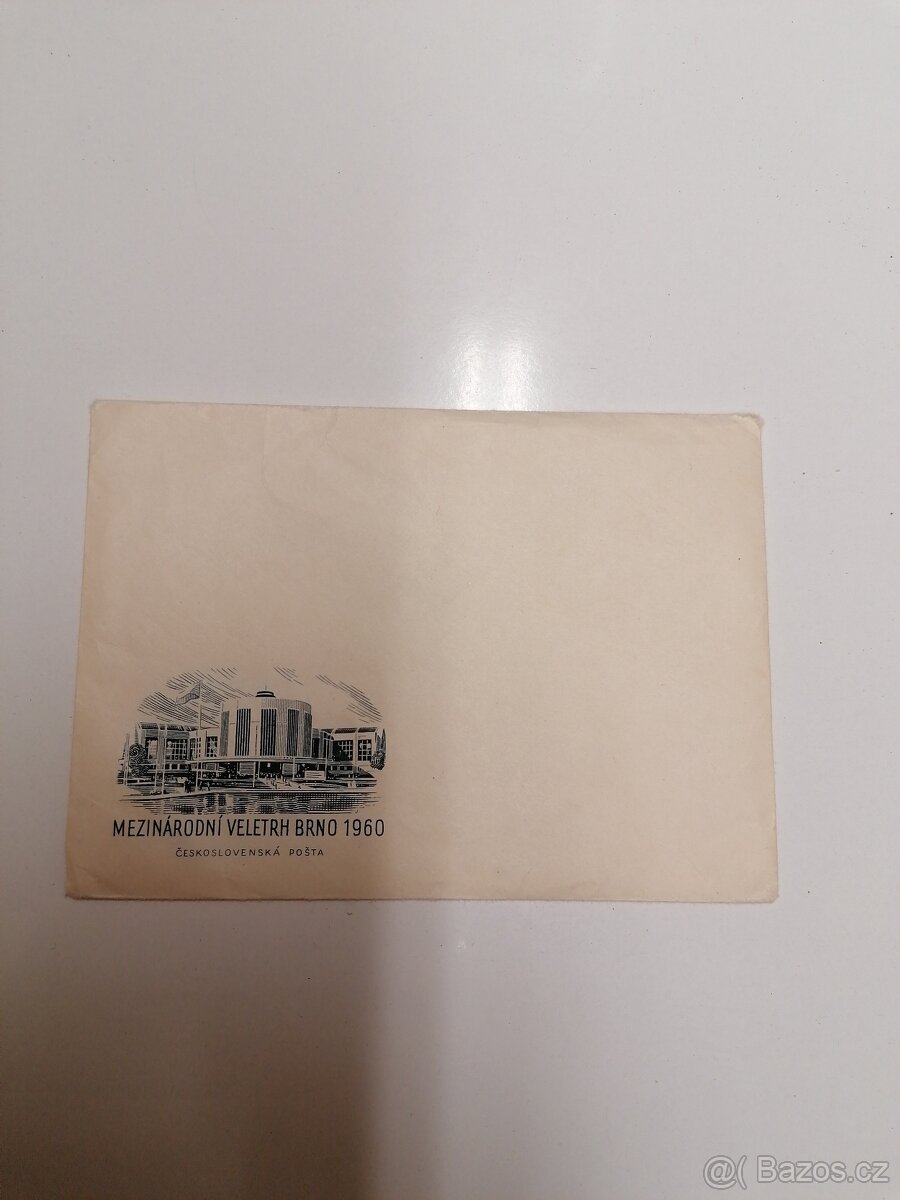 MEZINÁRODNÍ VELETRH BRNO 1960
ČESKOSLOVENSKÁ POŠTA
@( Bazos.cz